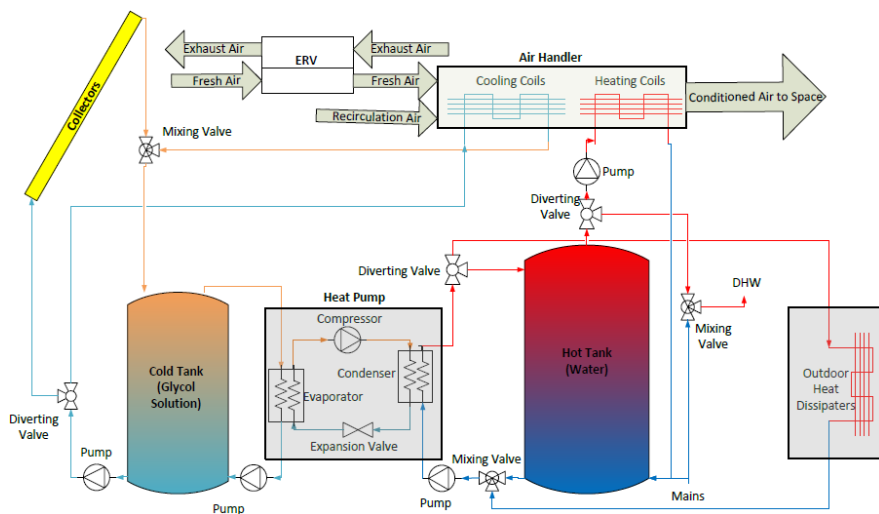 Exhaust Air
Exhaust Air
ERV
Fresh Air
Fresh Air
Air Handler
Cooling Coils
Heating Coils
Conditioned Air to Space
Recirculation Air
Collectors
Mixing Valve
Pump
Diverting
Valve
Diverting Valve
DHW
Mixing
Valve
Heat Pump
Compressor
Condenser
Evaporator
Expansion Valve
Cold Tank
(Glycol
Solution)
Hot Tank
(Water)
Outdoor
Heat
Dissipaters
Diverting
Valve
Pump
Pump
Mixing Valve
Pump
Mains